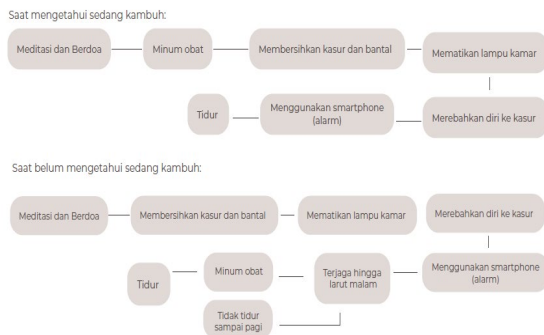 Saat mengetahui sedang kambuh:
Meditasi dan Berdoa
Minum obat
Membersihkan kasur dan bantal
Mematikan lampu kamar
Merebahkan diri ke kasur
Menggunakan smartphone
(alarm)
Tidur
Saat belum mengetahui sedang kambuh:
Meditasi dan Berdoa
Membersihkan kasur dan bantal
Mematikan lampu kamar
Merebahkan diri ke kasur
Menggunakan smartphone
(alarm)
Terjaga hingga
larut malam
Minum obat
Tidur
Tidak tidur
sampai pagi